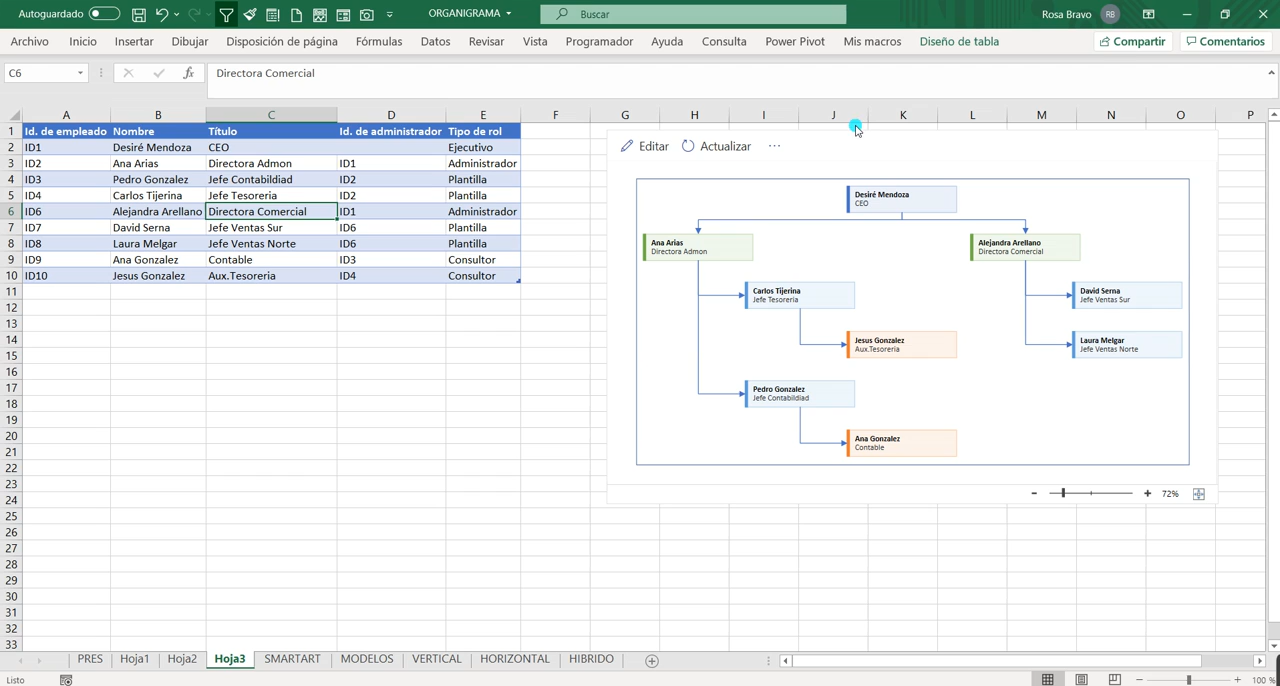 Autoguardado
ORGANIGRAMA
Buscar
Rosa Bravo RB
Archivo Inicio Insertar Dibujar Disposición de página Fórmulas Datos Revisar Vista Programador Ayuda Consulta Power Pivot Mis macros Diseño de tabla Compartir Comentarios
C6 fx Directora Comercial
A B C D E F G H I J K L M N O P
1 Id. de empleado Nombre Título Id. de administrador Tipo de rol
2 ID1 Desiré Mendoza CEO Ejecutivo
3 ID2 Ana Arias Directora Admon ID1 Administrador
4 ID3 Pedro Gonzalez Jefe Contabildiad ID2 Plantilla
5 ID4 Carlos Tijerina Jefe Tesoreria ID2 Plantilla
6 ID6 Alejandra Arellano Directora Comercial ID1 Administrador
7 ID7 David Serna Jefe Ventas Sur ID6 Plantilla
8 ID8 Laura Melgar Jefe Ventas Norte ID6 Plantilla
9 ID9 Ana Gonzalez Contable ID3 Consultor
10 ID10 Jesus Gonzalez Aux.Tesoreria ID4 Consultor
11
12
13
14
15
16
17
18
19
20
21
22
23
24
25
26
27
28
29
30
31
32
33
Editar Actualizar ...
Desiré Mendoza
CEO
Ana Arias
Directora Admon
Alejandra Arellano
Directora Comercial
Carlos Tijerina
Jefe Tesoreria
David Serna
Jefe Ventas Sur
Jesus Gonzalez
Aux.Tesoreria
Laura Melgar
Jefe Ventas Norte
Pedro Gonzalez
Jefe Contabildiad
Ana Gonzalez
Contable
- + 72%
PRES Hoja1 Hoja2 Hoja3 SMARTART MODELOS VERTICAL HORIZONTAL HIBRIDO
Listo
- + 100 %